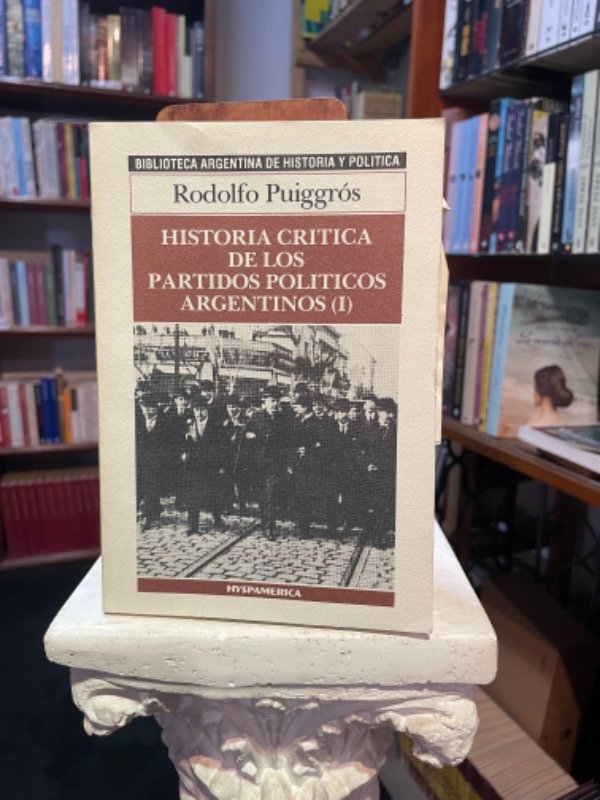 BIBLIOTECA ARGENTINA DE HISTORIA Y POLITICA
Rodolfo Puiggrós
HISTORIA CRITICA
DE LOS
PARTIDOS POLITICOS
ARGENTINOS (I)
HYSPAMERICA